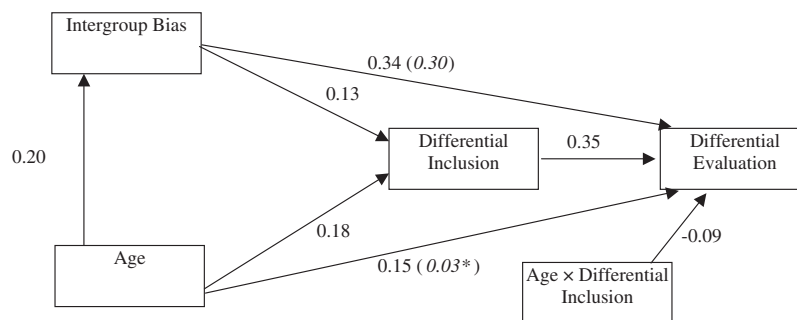 Intergroup Bias
0.34 (0.30)
0.13
Differential
Inclusion
0.35
Differential
Evaluation
0.20
0.18
Age
0.15 (0.03*)
-0.09
Age × Differential
Inclusion